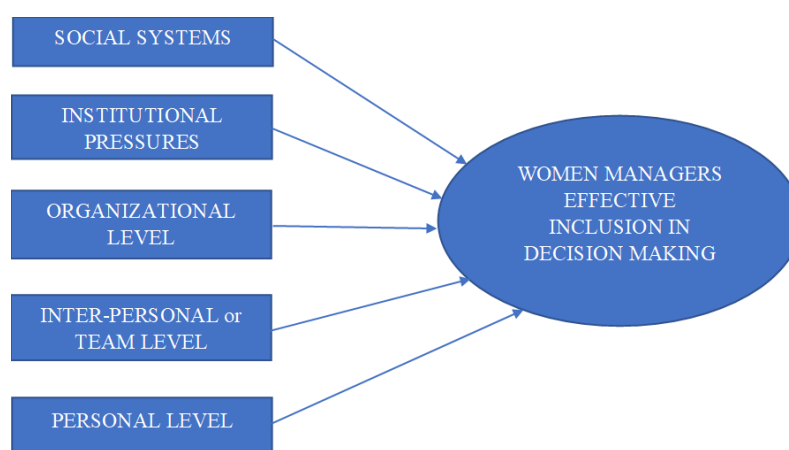 SOCIAL SYSTEMS
INSTITUTIONAL
PRESSURES
ORGANIZATIONAL
LEVEL
INTER-PERSONAL or
TEAM LEVEL
PERSONAL LEVEL
WOMEN MANAGERS
EFFECTIVE
INCLUSION IN
DECISION MAKING